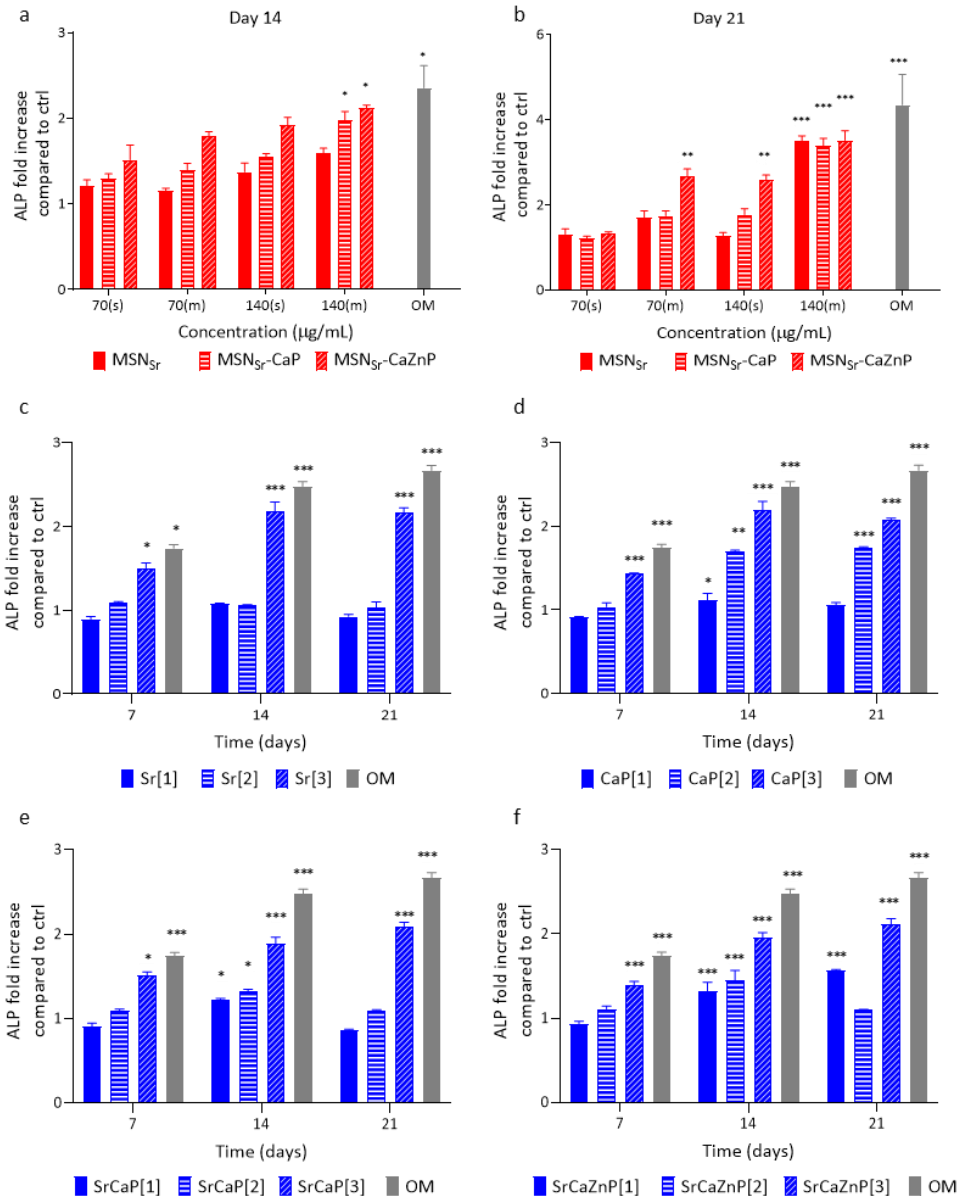 a
Day 14
3
2
1
0
ALP fold increase
compared to ctrl
*
*
*
70(s) 70(m) 140(s) 140(m) OM
Concentration (µg/mL)
MSNSr MSNSr-CaP MSNSr-CaZnP
b
Day 21
6
4
2
0
ALP fold increase
compared to ctrl
**
**
***
***
***
***
70(s) 70(m) 140(s) 140(m) OM
Concentration (µg/mL)
MSNSr MSNSr-CaP MSNSr-CaZnP
c
3
2
1
0
ALP fold increase
compared to ctrl
*
*
***
***
***
***
7 14 21
Time (days)
Sr[1] Sr[2] Sr[3] OM
d
3
2
1
0
ALP fold increase
compared to ctrl
***
***
*
**
***
***
***
***
***
7 14 21
Time (days)
CaP[1] CaP[2] CaP[3] OM
e
3
2
1
0
ALP fold increase
compared to ctrl
*
***
*
*
***
***
***
***
7 14 21
Time (days)
SrCaP[1] SrCaP[2] SrCaP[3] OM
f
3
2
1
0
ALP fold increase
compared to ctrl
***
***
***
***
***
***
***
***
***
7 14 21
Time (days)
SrCaZnP[1] SrCaZnP[2] SrCaZnP[3] OM